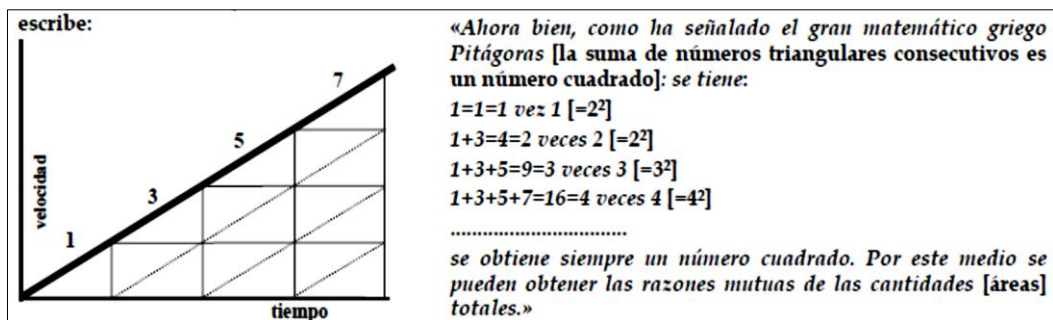 escribe:
7
5
3
1
velocidad
tiempo
«Ahora bien, como ha señalado el gran matemático griego
Pitágoras [la suma de números triangulares consecutivos es
un número cuadrado]: se tiene:
1=1=1 vez 1 [=2²]
1+3=4=2 veces 2 [=2²]
1+3+5=9=3 veces 3 [=3²]
1+3+5+7=16=4 veces 4 [=4²]
.................................
se obtiene siempre un número cuadrado. Por este medio se
pueden obtener las razones mutuas de las cantidades [áreas]
totales.»